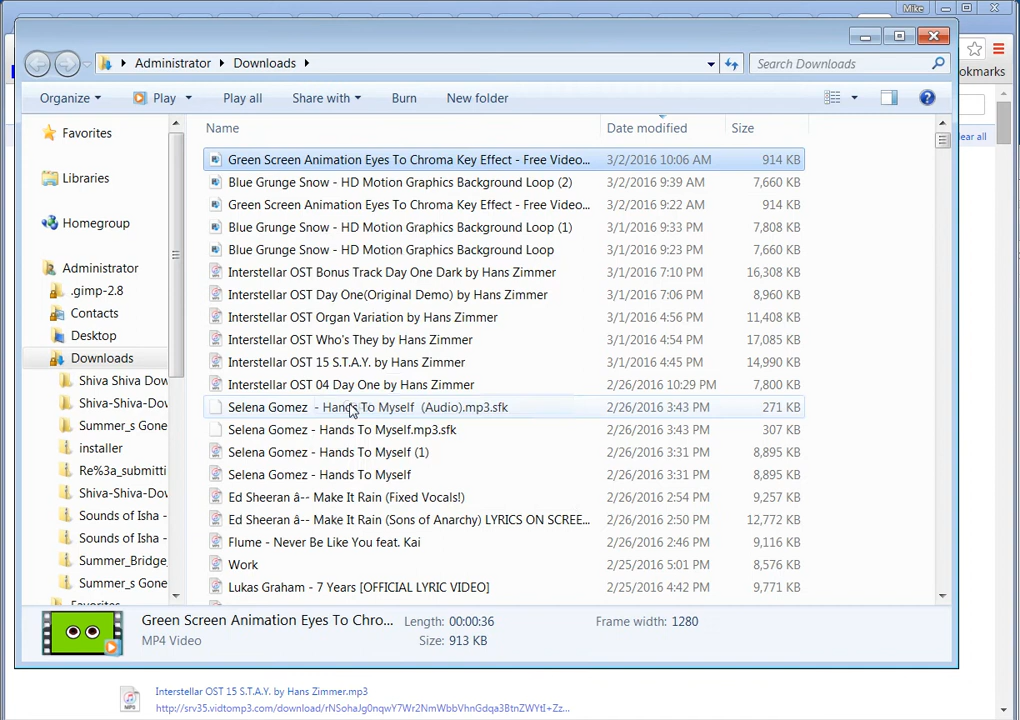 Mike
Administrator Downloads
Search Downloads
okmarks
Organize Play Play all Share with Burn New folder
Name Date modified Size
lear all
Favorites
Libraries
Homegroup
Administrator
.gimp-2.8
Contacts
Desktop
Downloads
Shiva Shiva Dow
Shiva-Shiva-Dow
Summer_s Gone
installer
Re%3a_submitti
Shiva-Shiva-Dow
Sounds of Isha -
Sounds of Isha -
Summer_Bridge_
Summer_s Gone
Favorites
Green Screen Animation Eyes To Chroma Key Effect - Free Video... 3/2/2016 10:06 AM 914 KB
Blue Grunge Snow - HD Motion Graphics Background Loop (2) 3/2/2016 9:39 AM 7,660 KB
Green Screen Animation Eyes To Chroma Key Effect - Free Video... 3/2/2016 9:22 AM 914 KB
Blue Grunge Snow - HD Motion Graphics Background Loop (1) 3/1/2016 9:33 PM 7,808 KB
Blue Grunge Snow - HD Motion Graphics Background Loop 3/1/2016 9:23 PM 7,660 KB
Interstellar OST Bonus Track Day One Dark by Hans Zimmer 3/1/2016 7:10 PM 16,308 KB
Interstellar OST Day One(Original Demo) by Hans Zimmer 3/1/2016 7:06 PM 8,960 KB
Interstellar OST Organ Variation by Hans Zimmer 3/1/2016 4:56 PM 11,408 KB
Interstellar OST Who's They by Hans Zimmer 3/1/2016 4:54 PM 17,085 KB
Interstellar OST 15 S.T.A.Y. by Hans Zimmer 3/1/2016 4:45 PM 14,990 KB
Interstellar OST 04 Day One by Hans Zimmer 2/26/2016 10:29 PM 7,800 KB
Selena Gomez - Hands To Myself (Audio).mp3.sfk 2/26/2016 3:43 PM 271 KB
Selena Gomez - Hands To Myself.mp3.sfk 2/26/2016 3:43 PM 307 KB
Selena Gomez - Hands To Myself (1) 2/26/2016 3:31 PM 8,895 KB
Selena Gomez - Hands To Myself 2/26/2016 3:31 PM 8,895 KB
Ed Sheeran â-- Make It Rain (Fixed Vocals!) 2/26/2016 2:54 PM 9,257 KB
Ed Sheeran â-- Make It Rain (Sons of Anarchy) LYRICS ON SCREE... 2/26/2016 2:50 PM 12,772 KB
Flume - Never Be Like You feat. Kai 2/26/2016 2:46 PM 9,116 KB
Work 2/25/2016 5:01 PM 8,576 KB
Lukas Graham - 7 Years [OFFICIAL LYRIC VIDEO] 2/25/2016 4:42 PM 9,771 KB
Green Screen Animation Eyes To Chro... Length: 00:00:36 Frame width: 1280
MP4 Video Size: 913 KB
Interstellar OST 15 S.T.A.Y. by Hans Zimmer.mp3
http://srv35.vidtomp3.com/download/rNSohaJg0nqwY7Wr2NmWbbVhnGdqa3BtnZWYtI+Zz...